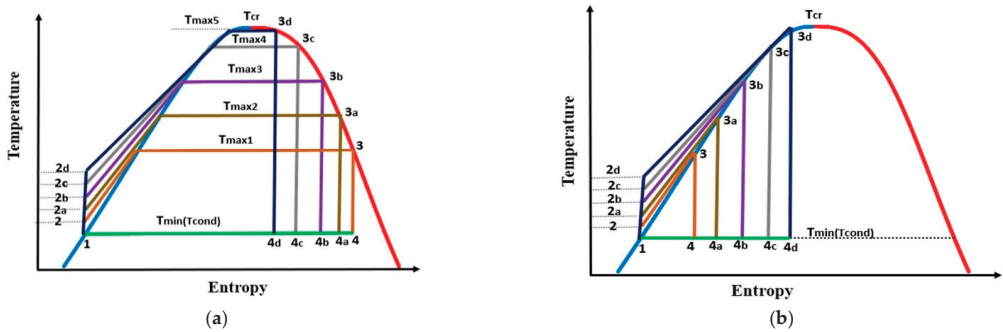 Tcr
Tmax5
3d
Tmax4
3c
Tmax3
3b
Tmax2
3a
Tmax1
3
2d
2c
2b
2a
2
Tmin(Tcond)
1
4d
4c
4b
4a
4
Temperature
Entropy
(a)
Tcr
3d
3c
3b
3a
3
2d
2c
2b
2a
2
Tmin(Tcond)
1
4
4a
4b
4c
4d
Temperature
Entropy
(b)